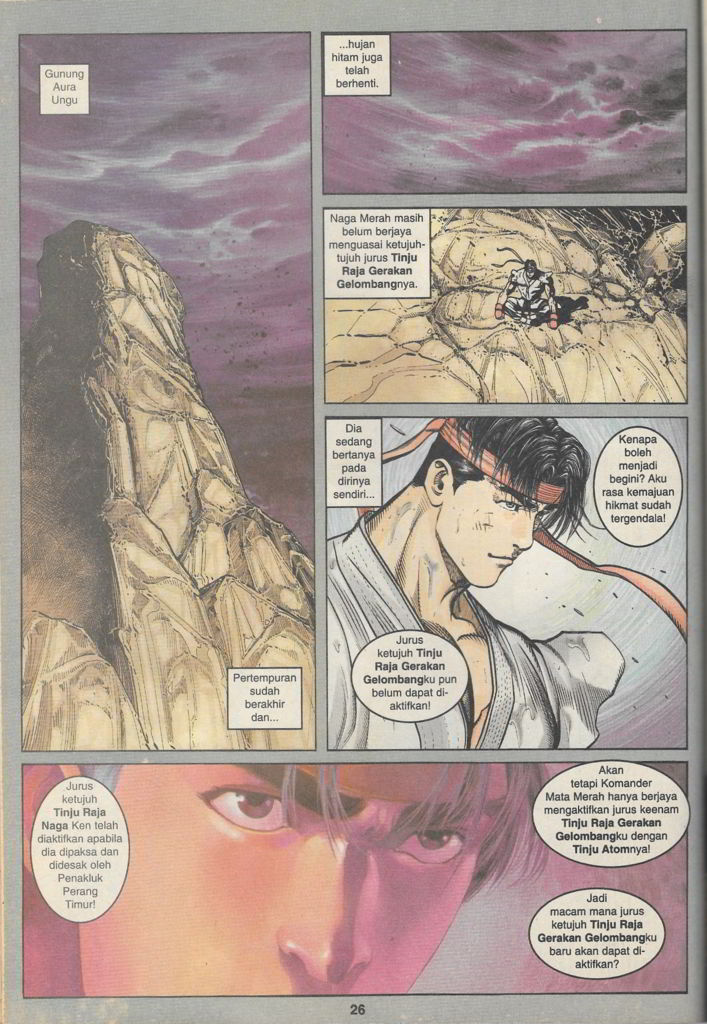 Gunung
Aura
Ungu
Pertempuran
sudah
berakhir
dan...
...hujan
hitam juga
telah
berhenti.
Naga Merah masih
belum berjaya
menguasai ketujuh-
tujuh jurus Tinju
Raja Gerakan
Gelombangnya.
Dia
sedang
bertanya
pada
dirinya
sendiri...
Kenapa
boleh
menjadi
begini? Aku
rasa kemajuan
hikmat sudah
tergendala!
Jurus
ketujuh Tinju
Raja Gerakan
Gelombangku pun
belum dapat di-
aktifkan!
Jurus
ketujuh
Tinju Raja
Naga Ken telah
diaktifkan apabila
dia dipaksa dan
didesak oleh
Penakluk
Perang
Timur!
Akan
tetapi Komander
Mata Merah hanya berjaya
mengaktifkan jurus keenam
Tinju Raja Gerakan
Gelombangku dengan
Tinju Atomnya!
Jadi
macam mana jurus
ketujuh Tinju Raja
Gerakan Gelombangku
baru akan dapat di-
aktifkan?
26